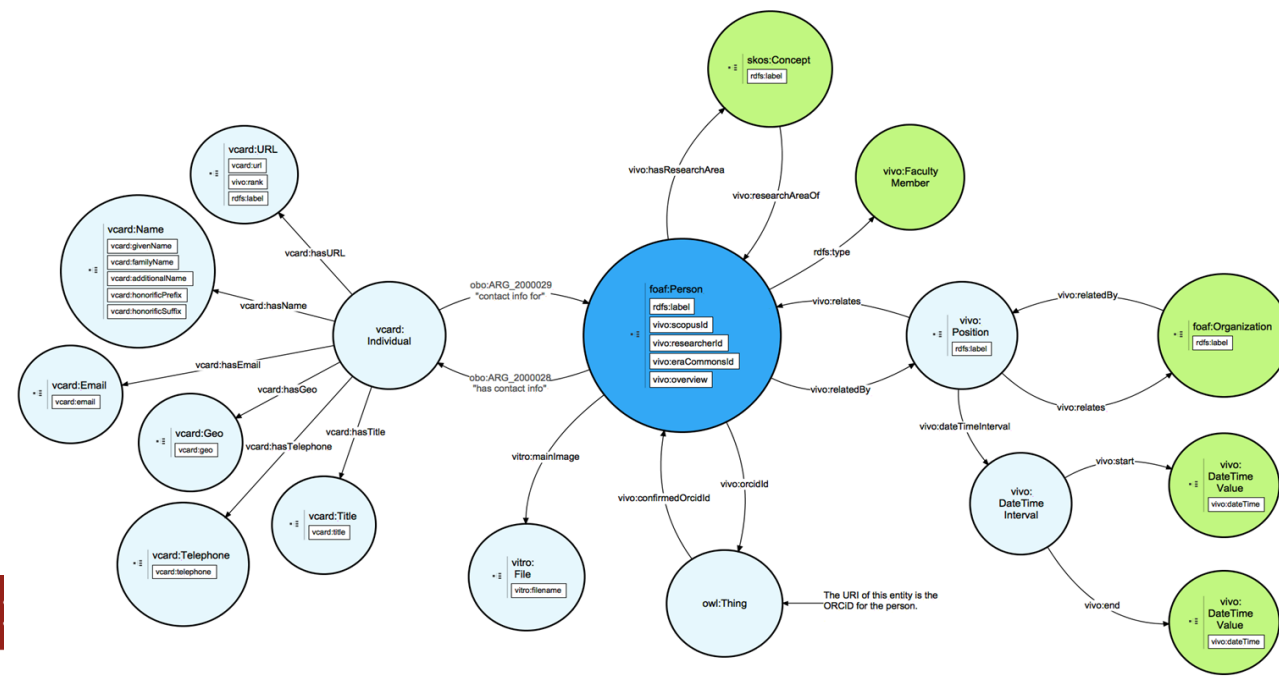 skos:Concept
rdfs:label
vcard:URL
vcard:url
vivo:rank
rdfs:label
vivo:hasResearchArea
vivo:researchAreaOf
vivo:Faculty
Member
vcard:Name
vcard:givenName
vcard:familyName
vcard:additionalName
vcard:honorificPrefix
vcard:honorificSuffix
vcard:hasURL
rdfs:type
vcard:hasName
obo:ARG_2000029
"contact info for"
foaf:Person
rdfs:label
vivo:scopusId
vivo:researcherId
vivo:eraCommonsId
vivo:overview
vivo:relates
vivo:relatedBy
vcard:
Individual
vivo:
Position
rdfs:label
foaf:Organization
rdfs:label
vcard:hasEmail
obo:ARG_2000028
"has contact info"
vivo:relatedBy
vivo:relates
vcard:Email
vcard:email
vcard:hasGeo
vcard:Geo
vcard:geo
vcard:hasTelephone
vcard:hasTitle
vivo:dateTimeInterval
vitro:mainImage
vivo:confirmedOrcidId
vivo:orcidId
vivo:start
vivo:
DateTime
Value
vivo:dateTime
vivo:
DateTime
Interval
vcard:Title
vcard:title
vcard:Telephone
vcard:telephone
vitro:
File
vitro:filename
owl:Thing
The URI of this entity is the
ORCiD for the person.
vivo:end
vivo:
DateTime
Value
vivo:dateTime